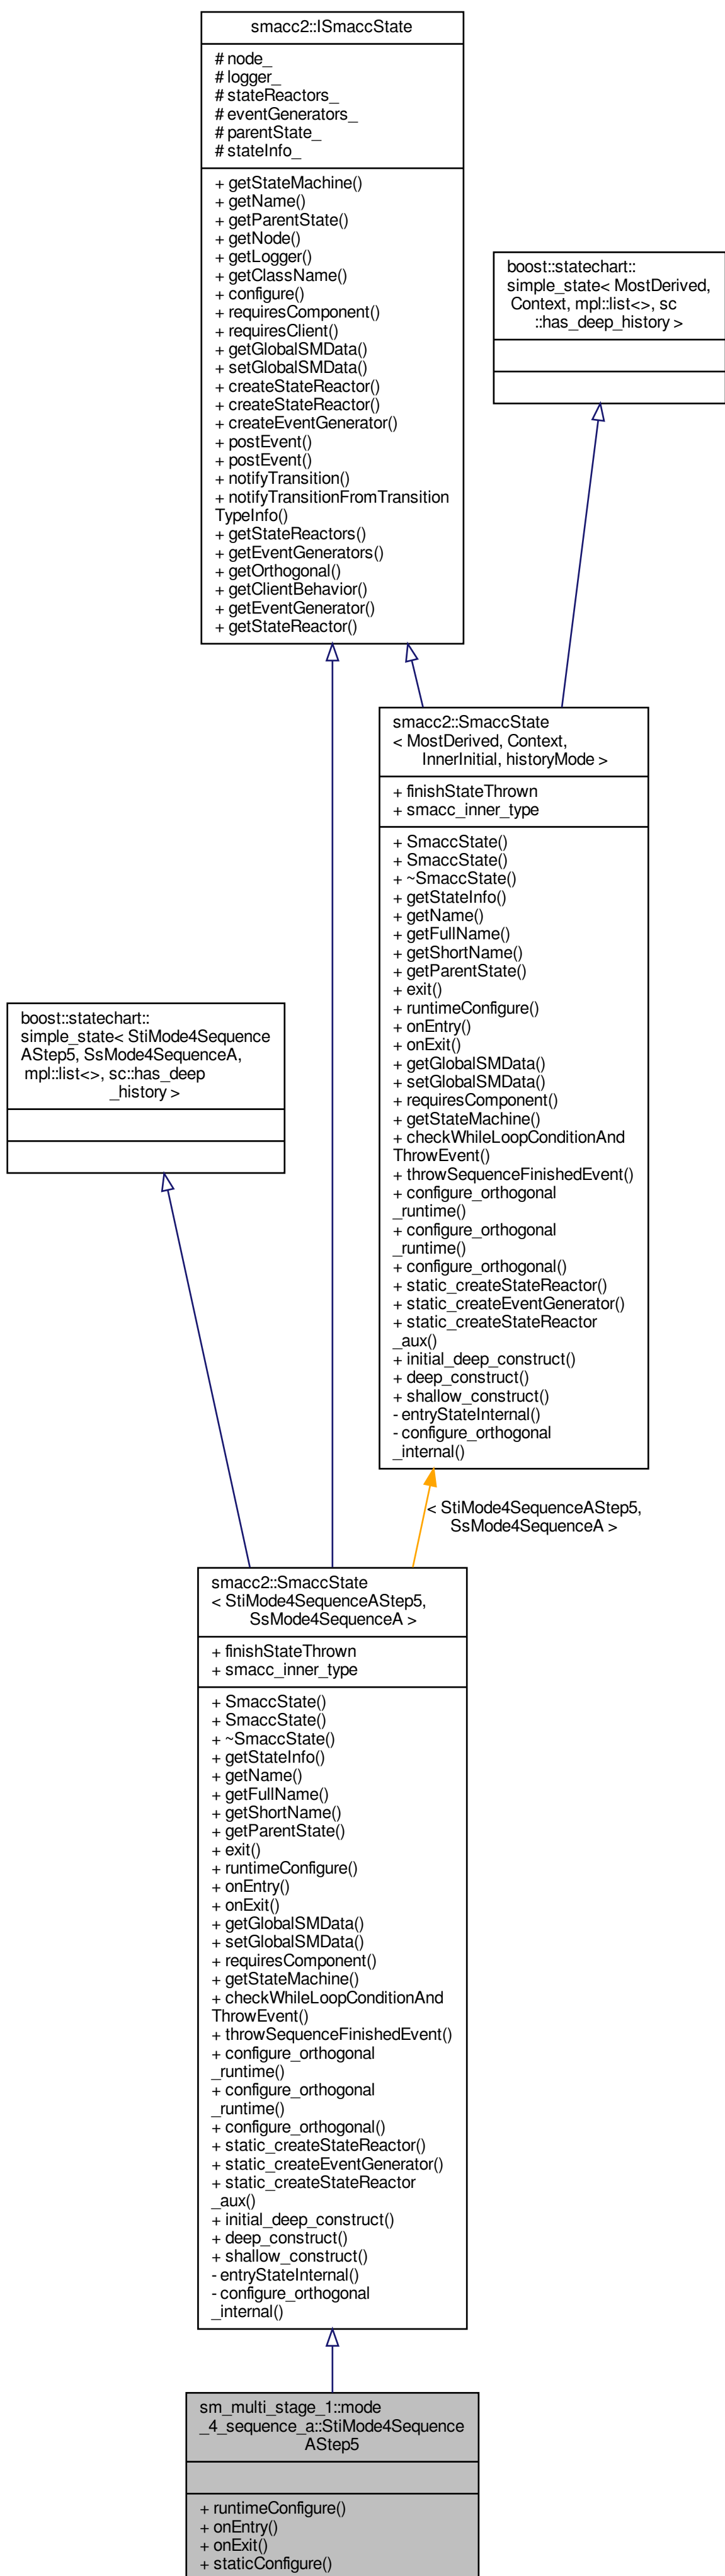 smacc2::ISmaccState
# node_
# logger_
# stateReactors_
# eventGenerators_
# parentState_
# stateInfo_
+ getStateMachine()
+ getName()
+ getParentState()
+ getNode()
+ getLogger()
+ getClassName()
+ configure()
+ requiresComponent()
+ requiresClient()
+ getGlobalSMData()
+ setGlobalSMData()
+ createStateReactor()
+ createStateReactor()
+ createEventGenerator()
+ postEvent()
+ postEvent()
+ notifyTransition()
+ notifyTransitionFromTransition
TypeInfo()
+ getStateReactors()
+ getEventGenerators()
+ getOrthogonal()
+ getClientBehavior()
+ getEventGenerator()
+ getStateReactor()
boost::statechart::
simple_state< MostDerived,
Context, mpl::list<>, sc
::has_deep_history >
smacc2::SmaccState
< MostDerived, Context,
InnerInitial, historyMode >
+ finishStateThrown
+ smacc_inner_type
+ SmaccState()
+ SmaccState()
+ ~SmaccState()
+ getStateInfo()
+ getName()
+ getFullName()
+ getShortName()
+ getParentState()
+ exit()
+ runtimeConfigure()
+ onEntry()
+ onExit()
+ getGlobalSMData()
+ setGlobalSMData()
+ requiresComponent()
+ getStateMachine()
+ checkWhileLoopConditionAnd
ThrowEvent()
+ throwSequenceFinishedEvent()
+ configure_orthogonal
_runtime()
+ configure_orthogonal
_runtime()
+ configure_orthogonal()
+ static_createStateReactor()
+ static_createEventGenerator()
+ static_createStateReactor
_aux()
+ initial_deep_construct()
+ deep_construct()
+ shallow_construct()
- entryStateInternal()
- configure_orthogonal
_internal()
boost::statechart::
simple_state< StiMode4Sequence
AStep5, SsMode4SequenceA,
mpl::list<>, sc::has_deep
_history >
< StiMode4SequenceAStep5,
SsMode4SequenceA >
smacc2::SmaccState
< StiMode4SequenceAStep5,
SsMode4SequenceA >
+ finishStateThrown
+ smacc_inner_type
+ SmaccState()
+ SmaccState()
+ ~SmaccState()
+ getStateInfo()
+ getName()
+ getFullName()
+ getShortName()
+ getParentState()
+ exit()
+ runtimeConfigure()
+ onEntry()
+ onExit()
+ getGlobalSMData()
+ setGlobalSMData()
+ requiresComponent()
+ getStateMachine()
+ checkWhileLoopConditionAnd
ThrowEvent()
+ throwSequenceFinishedEvent()
+ configure_orthogonal
_runtime()
+ configure_orthogonal
_runtime()
+ configure_orthogonal()
+ static_createStateReactor()
+ static_createEventGenerator()
+ static_createStateReactor
_aux()
+ initial_deep_construct()
+ deep_construct()
+ shallow_construct()
- entryStateInternal()
- configure_orthogonal
_internal()
sm_multi_stage_1::mode
_4_sequence_a::StiMode4Sequence
AStep5
+ runtimeConfigure()
+ onEntry()
+ onExit()
+ staticConfigure()